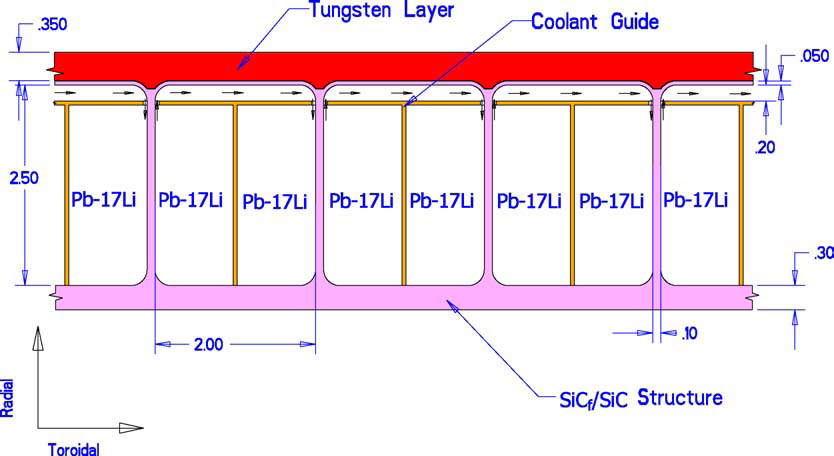 Tungsten Layer
Coolant Guide
.350
.050
.20
2.50
Pb-17Li Pb-17Li Pb-17Li Pb-17Li Pb-17Li Pb-17Li Pb-17Li Pb-17Li
.30
2.00
.10
SiCf/SiC Structure
Radial
Toroidal